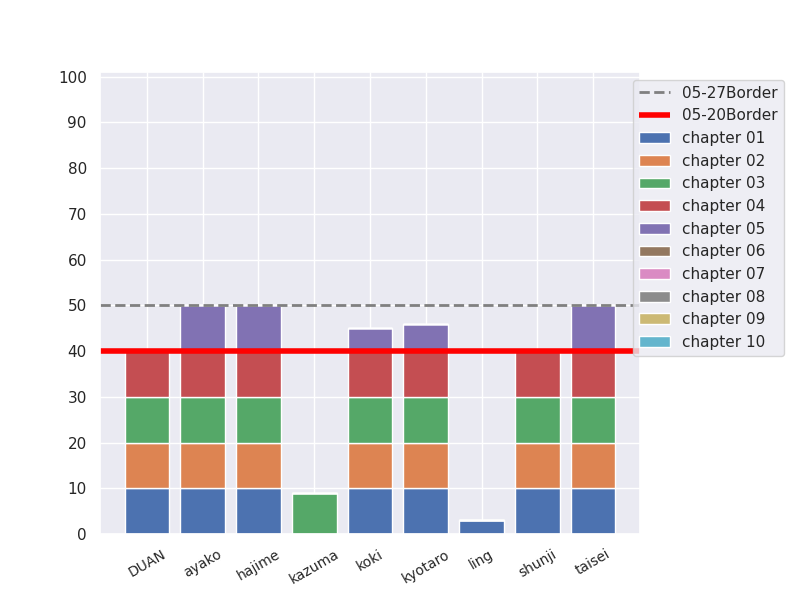 100
90
80
70
60
50
40
30
20
10
0
DUAN
ayako
hajime
kazuma
koki
kyotaro
ling
shunji
taisei
05-27Border
05-20Border
chapter 01
chapter 02
chapter 03
chapter 04
chapter 05
chapter 06
chapter 07
chapter 08
chapter 09
chapter 10